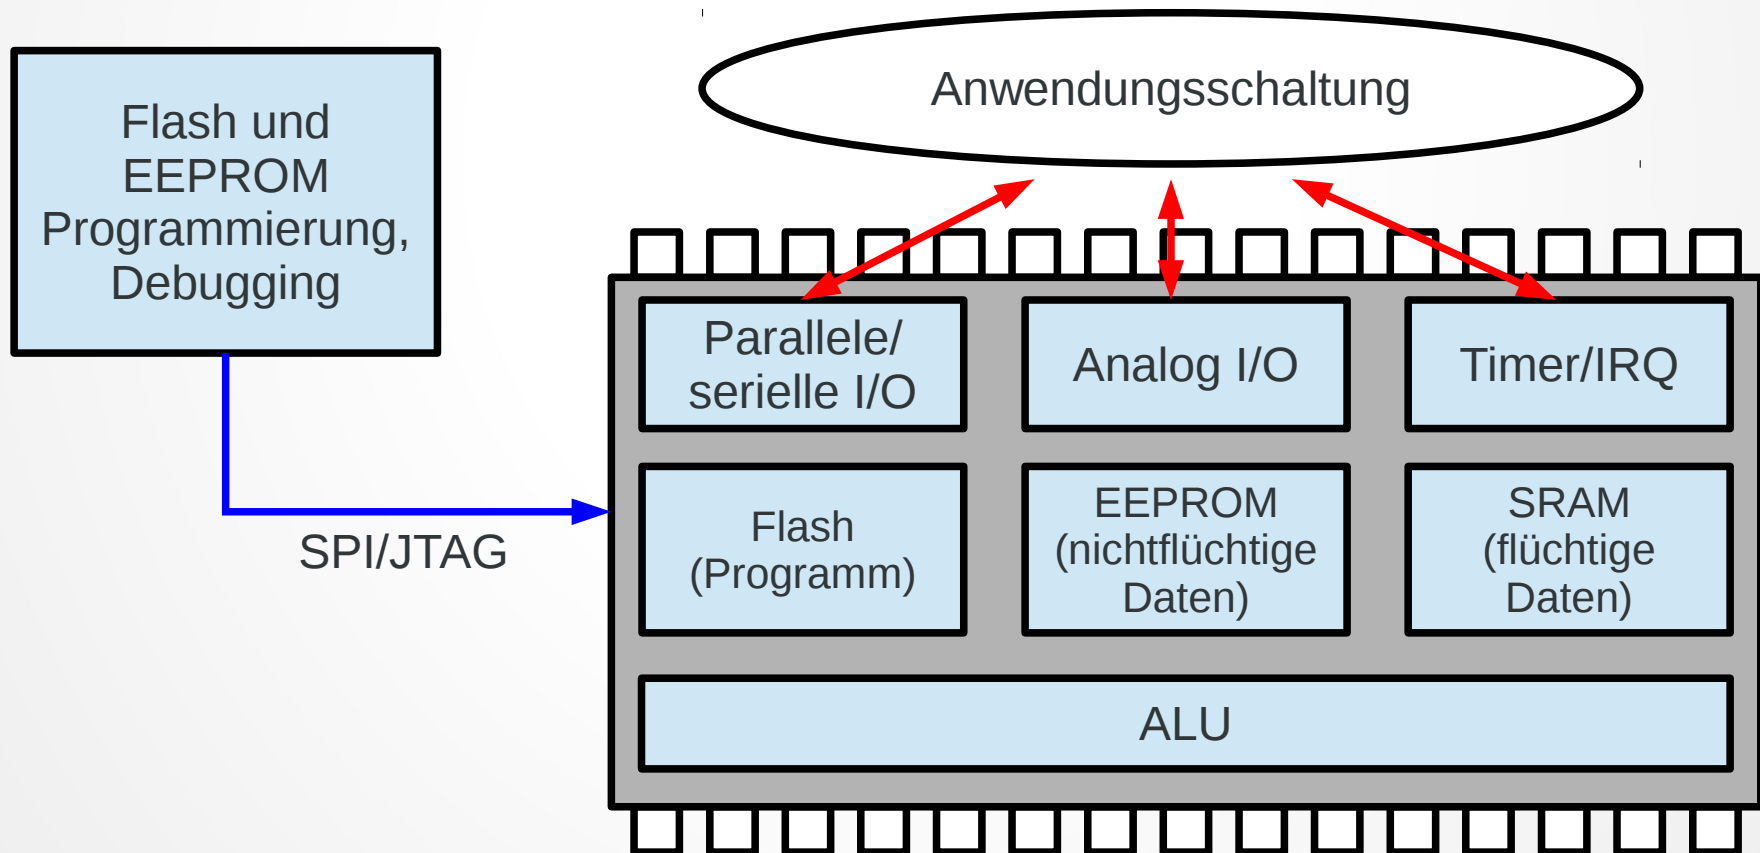 Flash und
EEPROM
Programmierung,
Debugging
Anwendungsschaltung
Parallele/
serielle I/O
Analog I/O
Timer/IRQ
SPI/JTAG
Flash
(Programm)
EEPROM
(nichtflüchtige
Daten)
SRAM
(flüchtige
Daten)
ALU